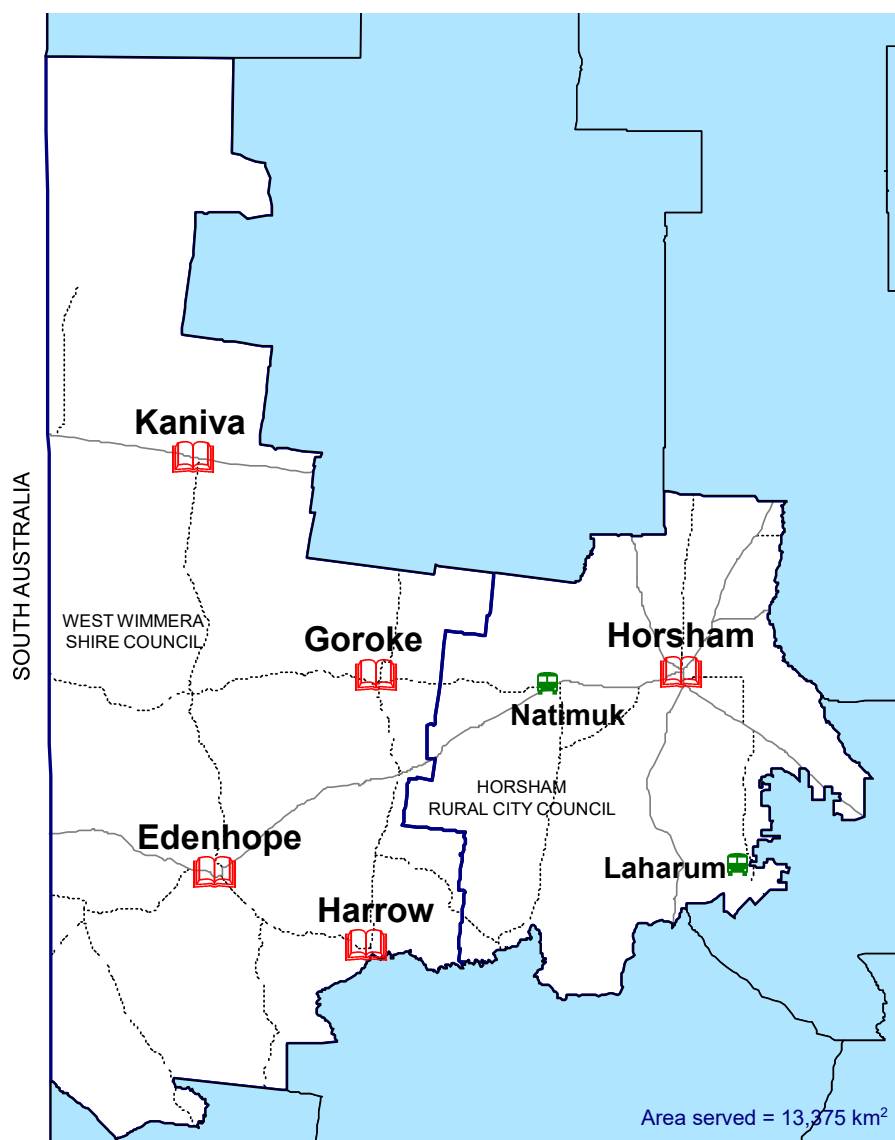 Kaniva
SOUTH AUSTRALIA
WEST WIMMERA
SHIRE COUNCIL
Goroke
Horsham
Natimuk
HORSHAM
RURAL CITY COUNCIL
Edenhope
Laharum
Harrow
Area served = 13,375 km²